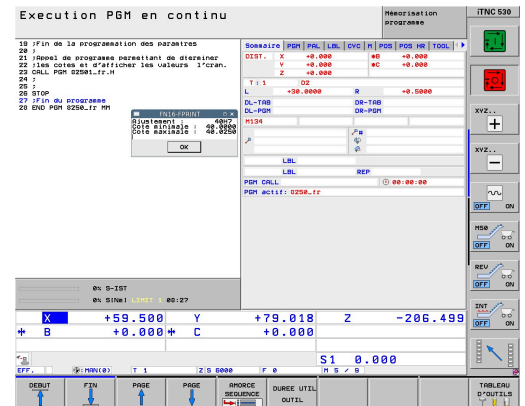 Execution PGM en continu
Mémorisation
programme
iTNC 530
19 ;Fin de la programmation des paramtres
20 ;
21 ;Appel de programme permettant de dterminer
22 ;les cotes et d'afficher les valeurs l'cran.
23 CALL PGM 02501_fr.H
24 ;
25 ;
26 STOP
27 ;Fin du programme
28 END PGM 0250_fr MM
FN16-FPRINT
Ajustement : 40H7
Cote minimale : 40.0000
Cote maximale : 40.0250
OK
Sommaire PGM PAL LBL CYC M POS POS HR TOOL
DIST. X +0.000 *B +0.000
Y +0.000 *C +0.000
Z +0.000
T : 1 D2
L +30.0000 R +0.5000
DL-TAB DR-TAB
DL-PGM DR-PGM
M134
P#
LBL
LBL REP
PGM CALL 00:00:00
PGM actif: 0250_fr
0% S-IST
0% S[Nm] LIMIT 1 08:27
X +59.500 Y +79.018 Z -206.499
B +0.000 C +0.000
S1 0.000
EFF. MAN(0) T 1 Z S 6000 F 0 M 5 / 9
DEBUT
FIN
PAGE
PAGE
AMORCE
SEQUENCE
DUREE UTIL
OUTIL
TABLEAU
D'OUTILS
XYZ..
XYZ..
OFF ON
M50
OFF ON
REV
OFF ON
INT
OFF ON